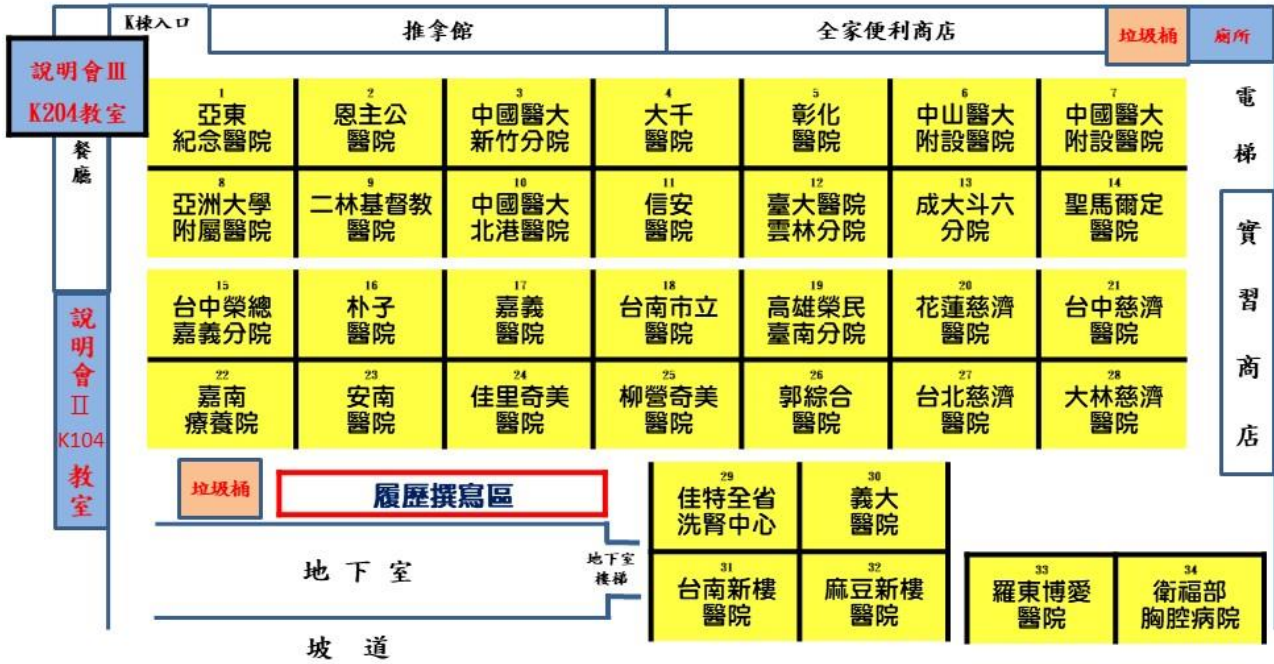 K棟入口
推拿館
全家便利商店
垃圾桶
廁所
說明會Ⅲ
K204教室
餐廳
電梯
1
亞東
紀念醫院
2
恩主公
醫院
3
中國醫大
新竹分院
4
大千
醫院
5
彰化
醫院
6
中山醫大
附設醫院
7
中國醫大
附設醫院
8
亞洲大學
附屬醫院
9
二林基督教
醫院
10
中國醫大
北港醫院
11
信安
醫院
12
臺大醫院
雲林分院
13
成大斗六
分院
14
聖馬爾定
醫院
實習商店
說明會Ⅱ
K104
教室
15
台中榮總
嘉義分院
16
朴子
醫院
17
嘉義
醫院
18
台南市立
醫院
19
高雄榮民
臺南分院
20
花蓮慈濟
醫院
21
台中慈濟
醫院
22
嘉南
療養院
23
安南
醫院
24
佳里奇美
醫院
25
柳營奇美
醫院
26
郭綜合
醫院
27
台北慈濟
醫院
28
大林慈濟
醫院
垃圾桶
履歷撰寫區
29
佳特全省
洗腎中心
30
義大
醫院
地下室
地下室
樓梯
31
台南新樓
醫院
32
麻豆新樓
醫院
33
羅東博愛
醫院
34
衛福部
胸腔病院
坡道